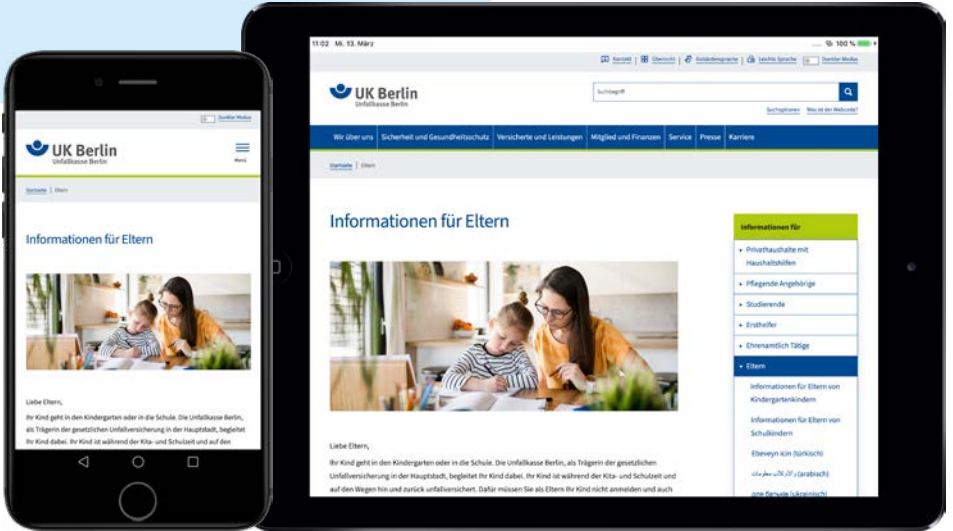 Dunkler Modus
UK Berlin
Unfallkasse Berlin
Menü
Startseite | Eltern
Informationen für Eltern
Liebe Eltern,
Ihr Kind geht in den Kindergarten oder in die Schule. Die Unfallkasse Berlin,
als Trägerin der gesetzlichen Unfallversicherung in der Hauptstadt, begleitet
Ihr Kind dabei. Ihr Kind ist während der Kita- und Schulzeit und auf den
11:02 Mi. 13. März
100 %
Kontakt | Übersicht | Gebärdensprache | Leichte Sprache Dunkler Modus
UK Berlin
Unfallkasse Berlin
Suchbegriff
Suchoptionen Was ist der Webcode?
Wir über uns Sicherheit und Gesundheitsschutz Versicherte und Leistungen Mitglied und Finanzen Service Presse Karriere
Startseite | Eltern
Informationen für Eltern
Liebe Eltern,
Ihr Kind geht in den Kindergarten oder in die Schule. Die Unfallkasse Berlin, als Trägerin der gesetzlichen
Unfallversicherung in der Hauptstadt, begleitet Ihr Kind dabei. Ihr Kind ist während der Kita- und Schulzeit und
auf den Wegen hin und zurück unfallversichert. Dafür müssen Sie als Eltern Ihr Kind nicht anmelden und auch
Informationen für
Privathaushalte mit
Haushaltshilfen
Pflegende Angehörige
Studierende
Ersthelfer
Ehrenamtlich Tätige
Eltern
Informationen für Eltern von
Kindergartenkindern
Informationen für Eltern von
Schulkindern
Ebeveyn icin (türkisch)
(arabisch)
(ukrainisch)